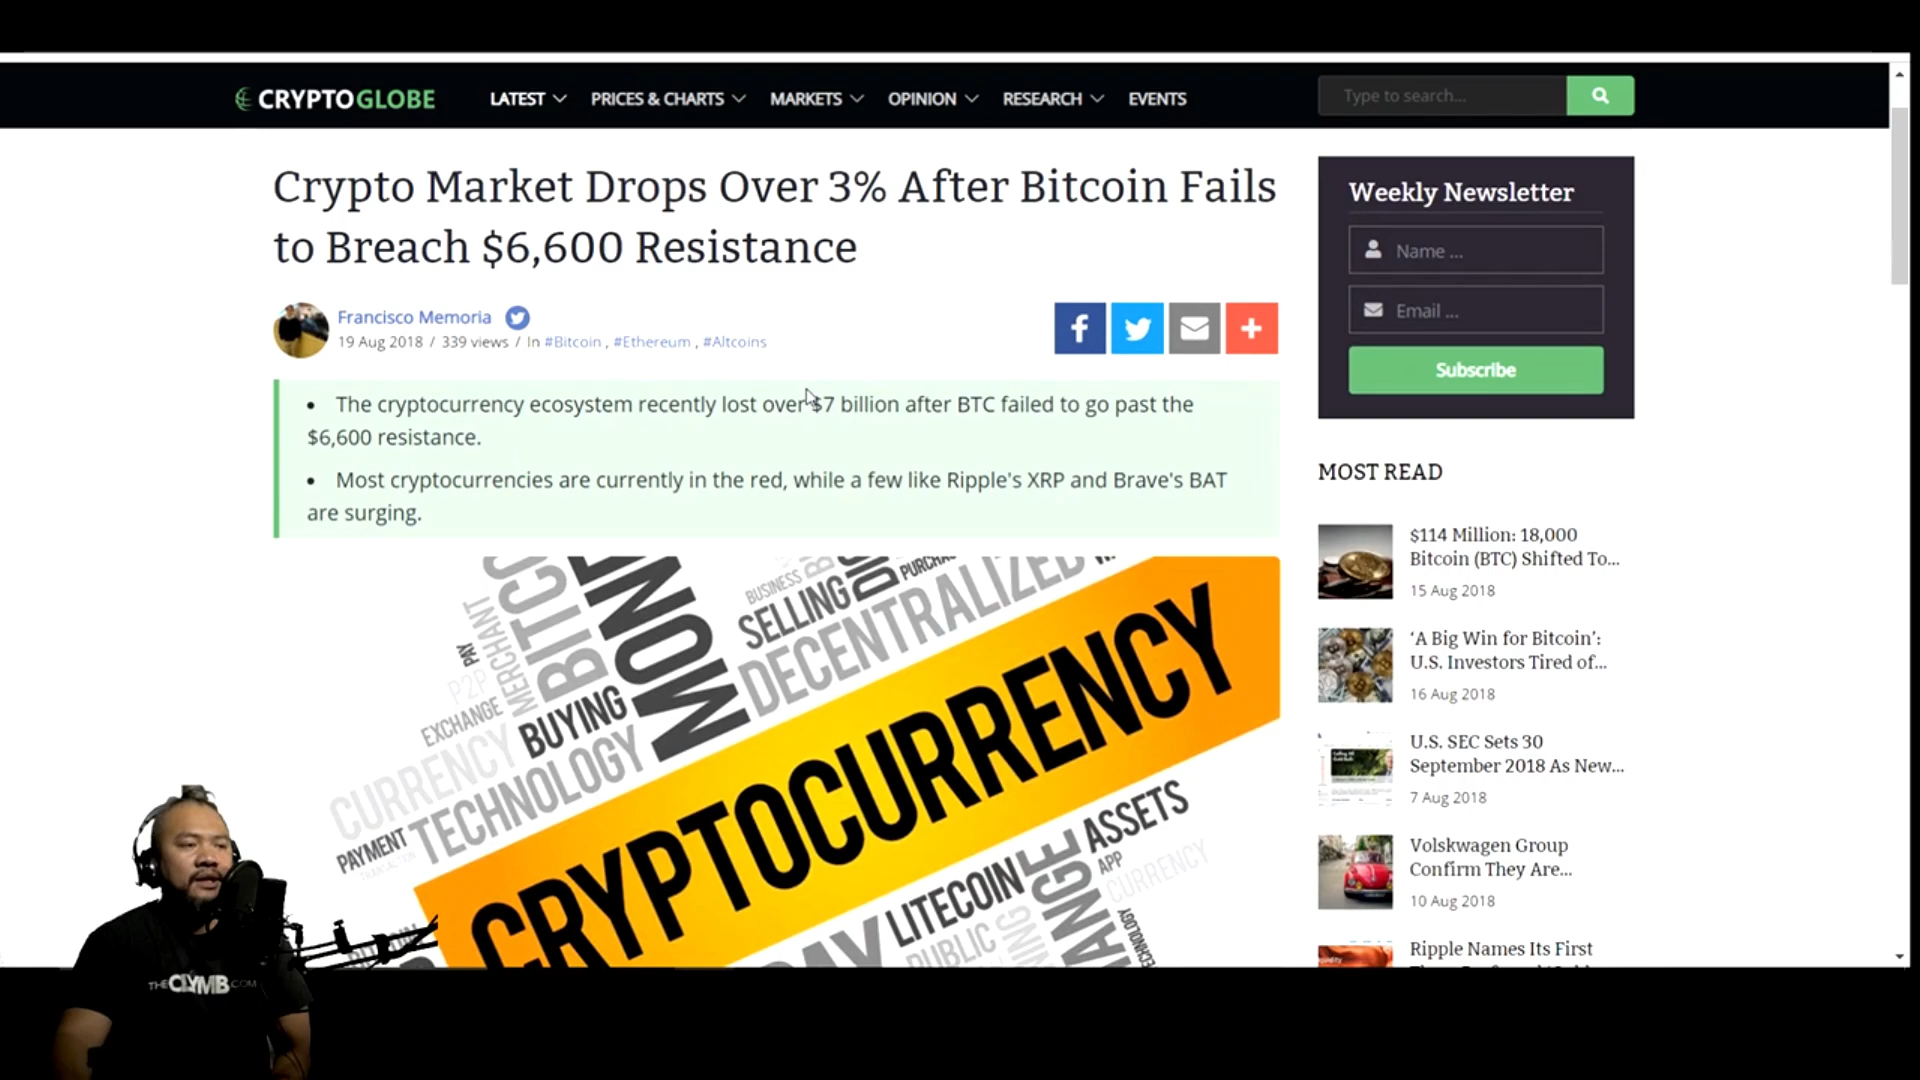 CRYPTOGLOBE
LATEST
PRICES & CHARTS
MARKETS
OPINION
RESEARCH
EVENTS
Type to search...
Crypto Market Drops Over 3% After Bitcoin Fails
to Breach $6,600 Resistance
Francisco Memoria
19 Aug 2018 / 339 views / In #Bitcoin , #Ethereum , #Altcoins
The cryptocurrency ecosystem recently lost over $7 billion after BTC failed to go past the
$6,600 resistance.
Most cryptocurrencies are currently in the red, while a few like Ripple's XRP and Brave's BAT
are surging.
BUSINESS
SELLING
DECENTRALIZED
PAY
MERCHANT
P2P
EXCHANGE
BUYING
CURRENCY
TECHNOLOGY
PAYMENT
TRANSACTION
CRYPTOCURRENCY
ASSETS
APP
CURRENCY
LITECOIN
PUBLIC
TECHNOLOGY
THECLYMB.COM
Weekly Newsletter
Name ...
Email ...
Subscribe
MOST READ
$114 Million: 18,000
Bitcoin (BTC) Shifted To...
15 Aug 2018
‘A Big Win for Bitcoin’:
U.S. Investors Tired of...
16 Aug 2018
U.S. SEC Sets 30
September 2018 As New...
7 Aug 2018
Volskwagen Group
Confirm They Are...
10 Aug 2018
Ripple Names Its First